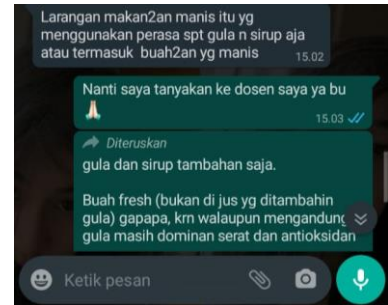 Larangan makan2an manis itu yg
menggunakan perasa spt gula n sirup aja
atau termasuk  buah2an yg manis
15.02
Nanti saya tanyakan ke dosen saya ya bu
🙏🏻
15.03
Diteruskan
gula dan sirup tambahan saja.
Buah fresh (bukan di jus yg ditambahin
gula) gapapa, krn walaupun mengandung
gula masih dominan serat dan antioksidan
Ketik pesan